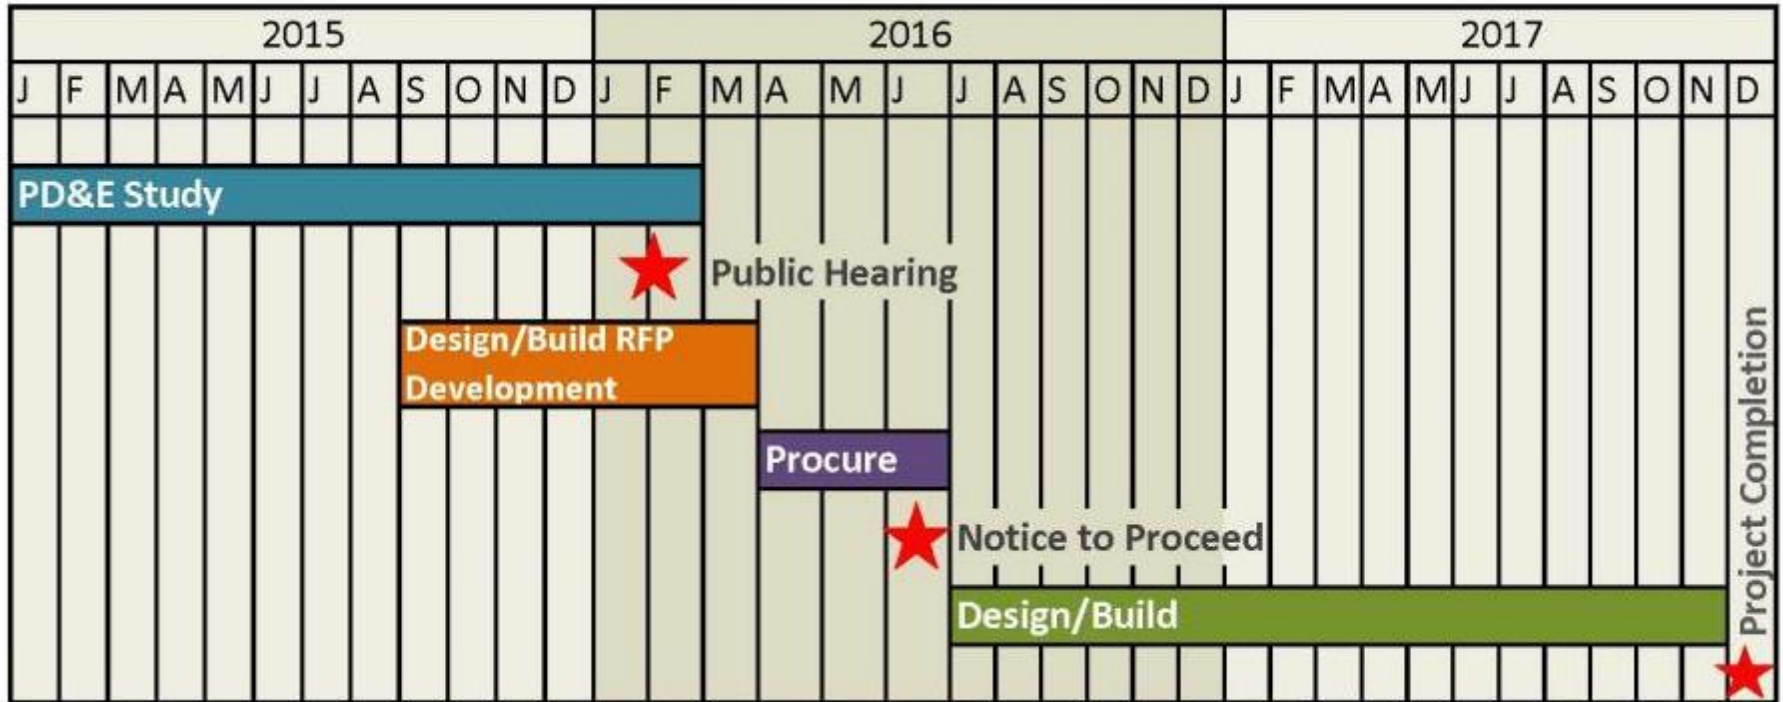 2015 2016 2017
J F M A M J J A S O N D J F M A M J J A S O N D J F M A M J J A S O N D
PD&E Study
Public Hearing
Design/Build RFP
Development
Procure
Notice to Proceed
Design/Build
Project Completion